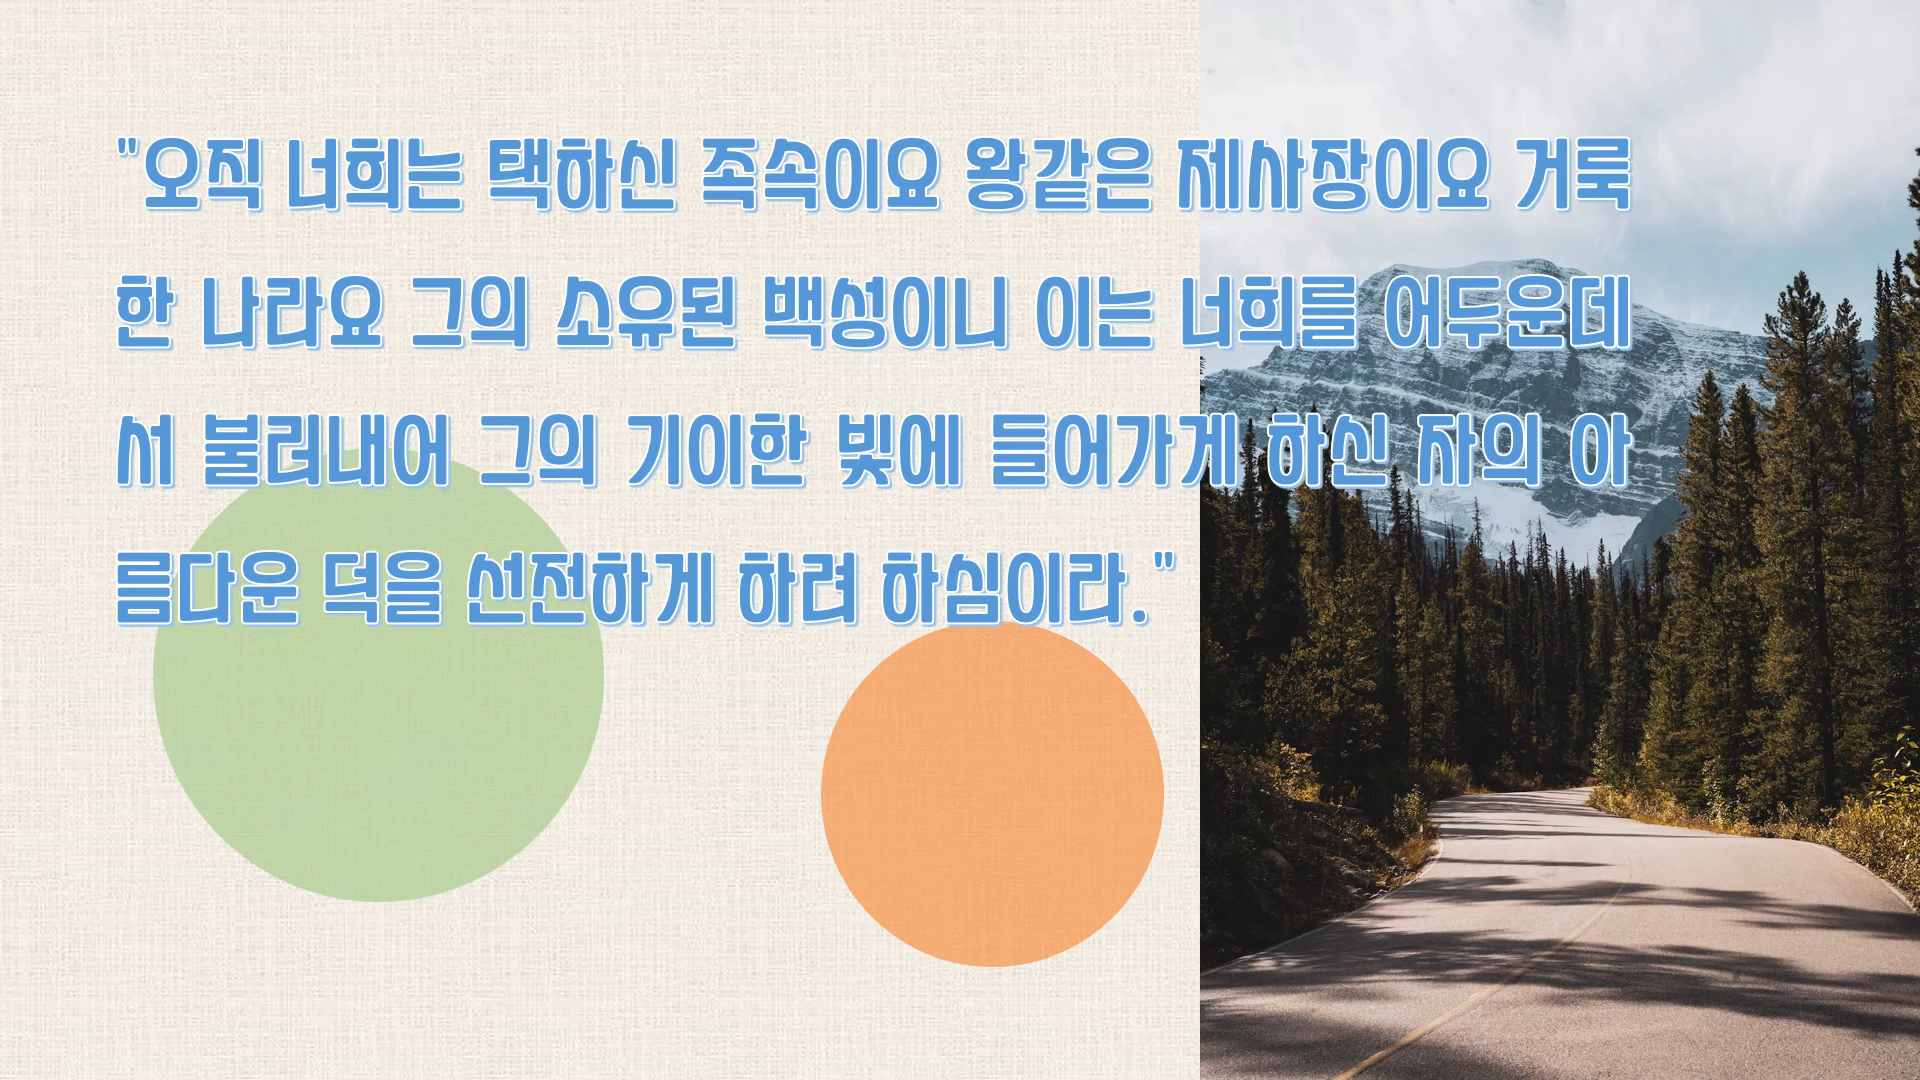 "오직 너희는 택하신 족속이요 왕같은 제사장이요 거룩
한 나라요 그의 소유된 백성이니 이는 너희를 어두운데
서 불러내어 그의 기이한 빛에 들어가게 하신 자의 아
름다운 덕을 선전하게 하려 하심이라."